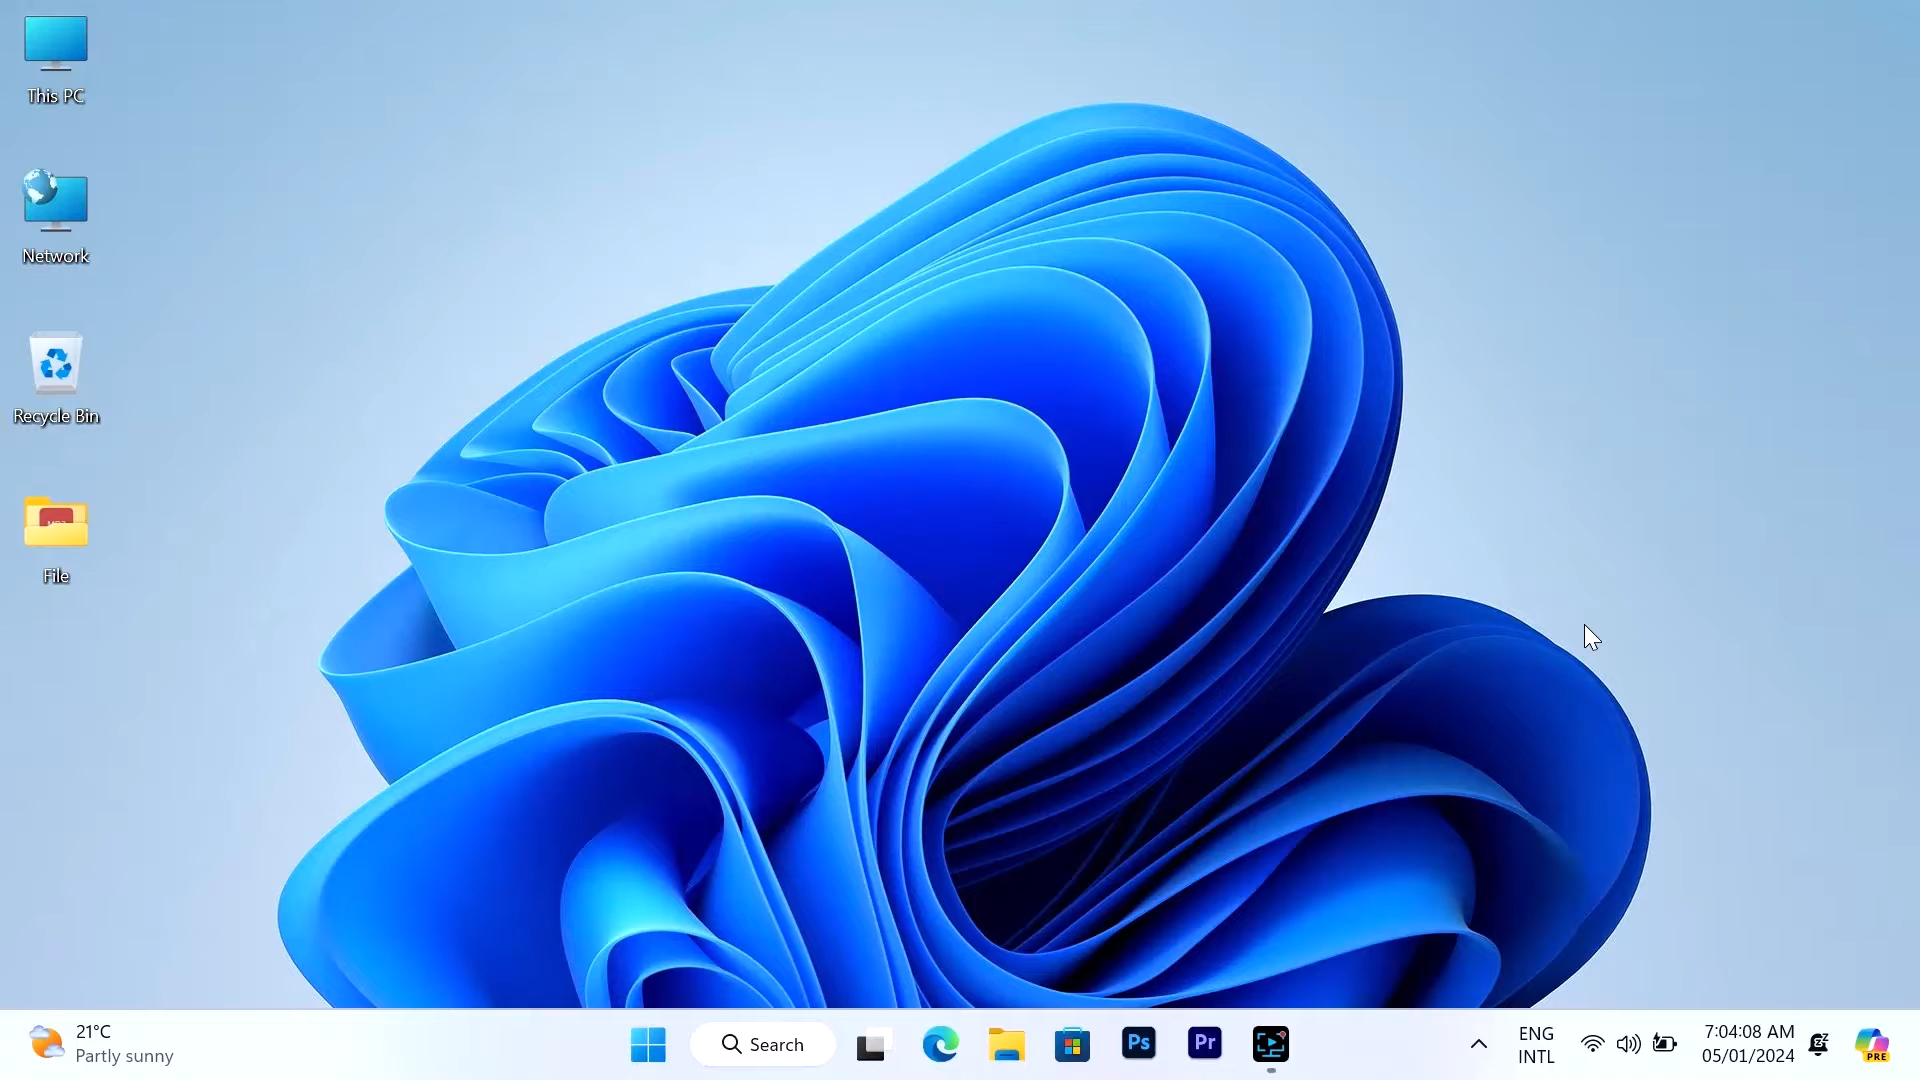 This PC
Network
Recycle Bin
File
21°C
Partly sunny
Search
Ps
Pr
ENG
INTL
7:04:08 AM
05/01/2024
PRE